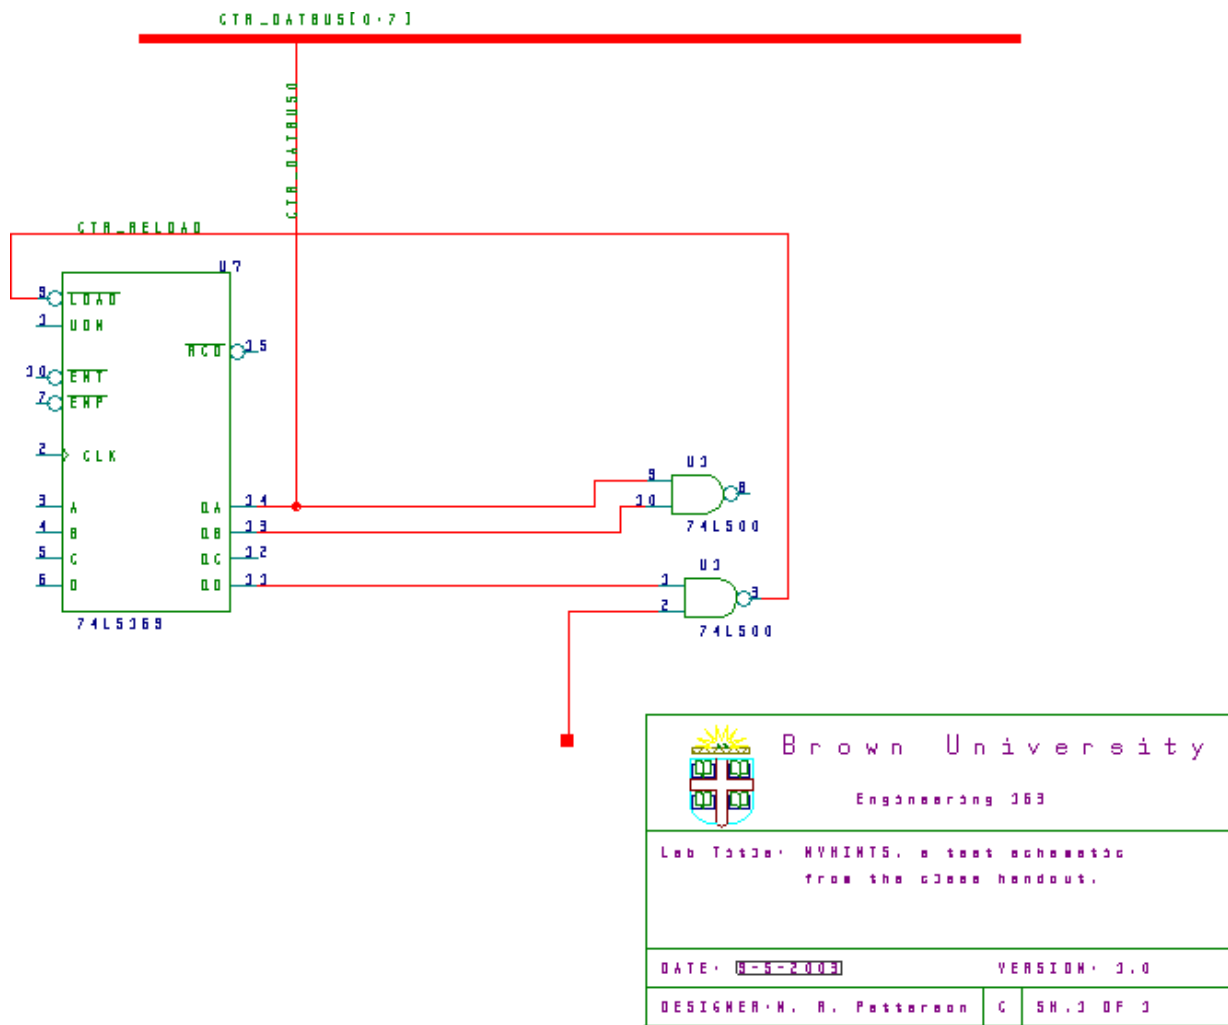 CTR_DATBUS[0:7]
CTR_DATBUS0
CTR_RELOAD
U7
9 LOAD
1 UDN
RCO 15
10 ENT
7 ENP
2 CLK
3 A QA 14
4 B QB 13
5 C QC 12
6 D QD 11
74LS169
U1
9
8
10
74LS00
U1
1
3
2
74LS00
Brown University
Engineering 163
Lab Title: MYHINTS, a test schematic
from the class handout.
DATE: 9-5-2003 VERSION: 1.0
DESIGNER:W. R. Patterson C SH.1 OF 1